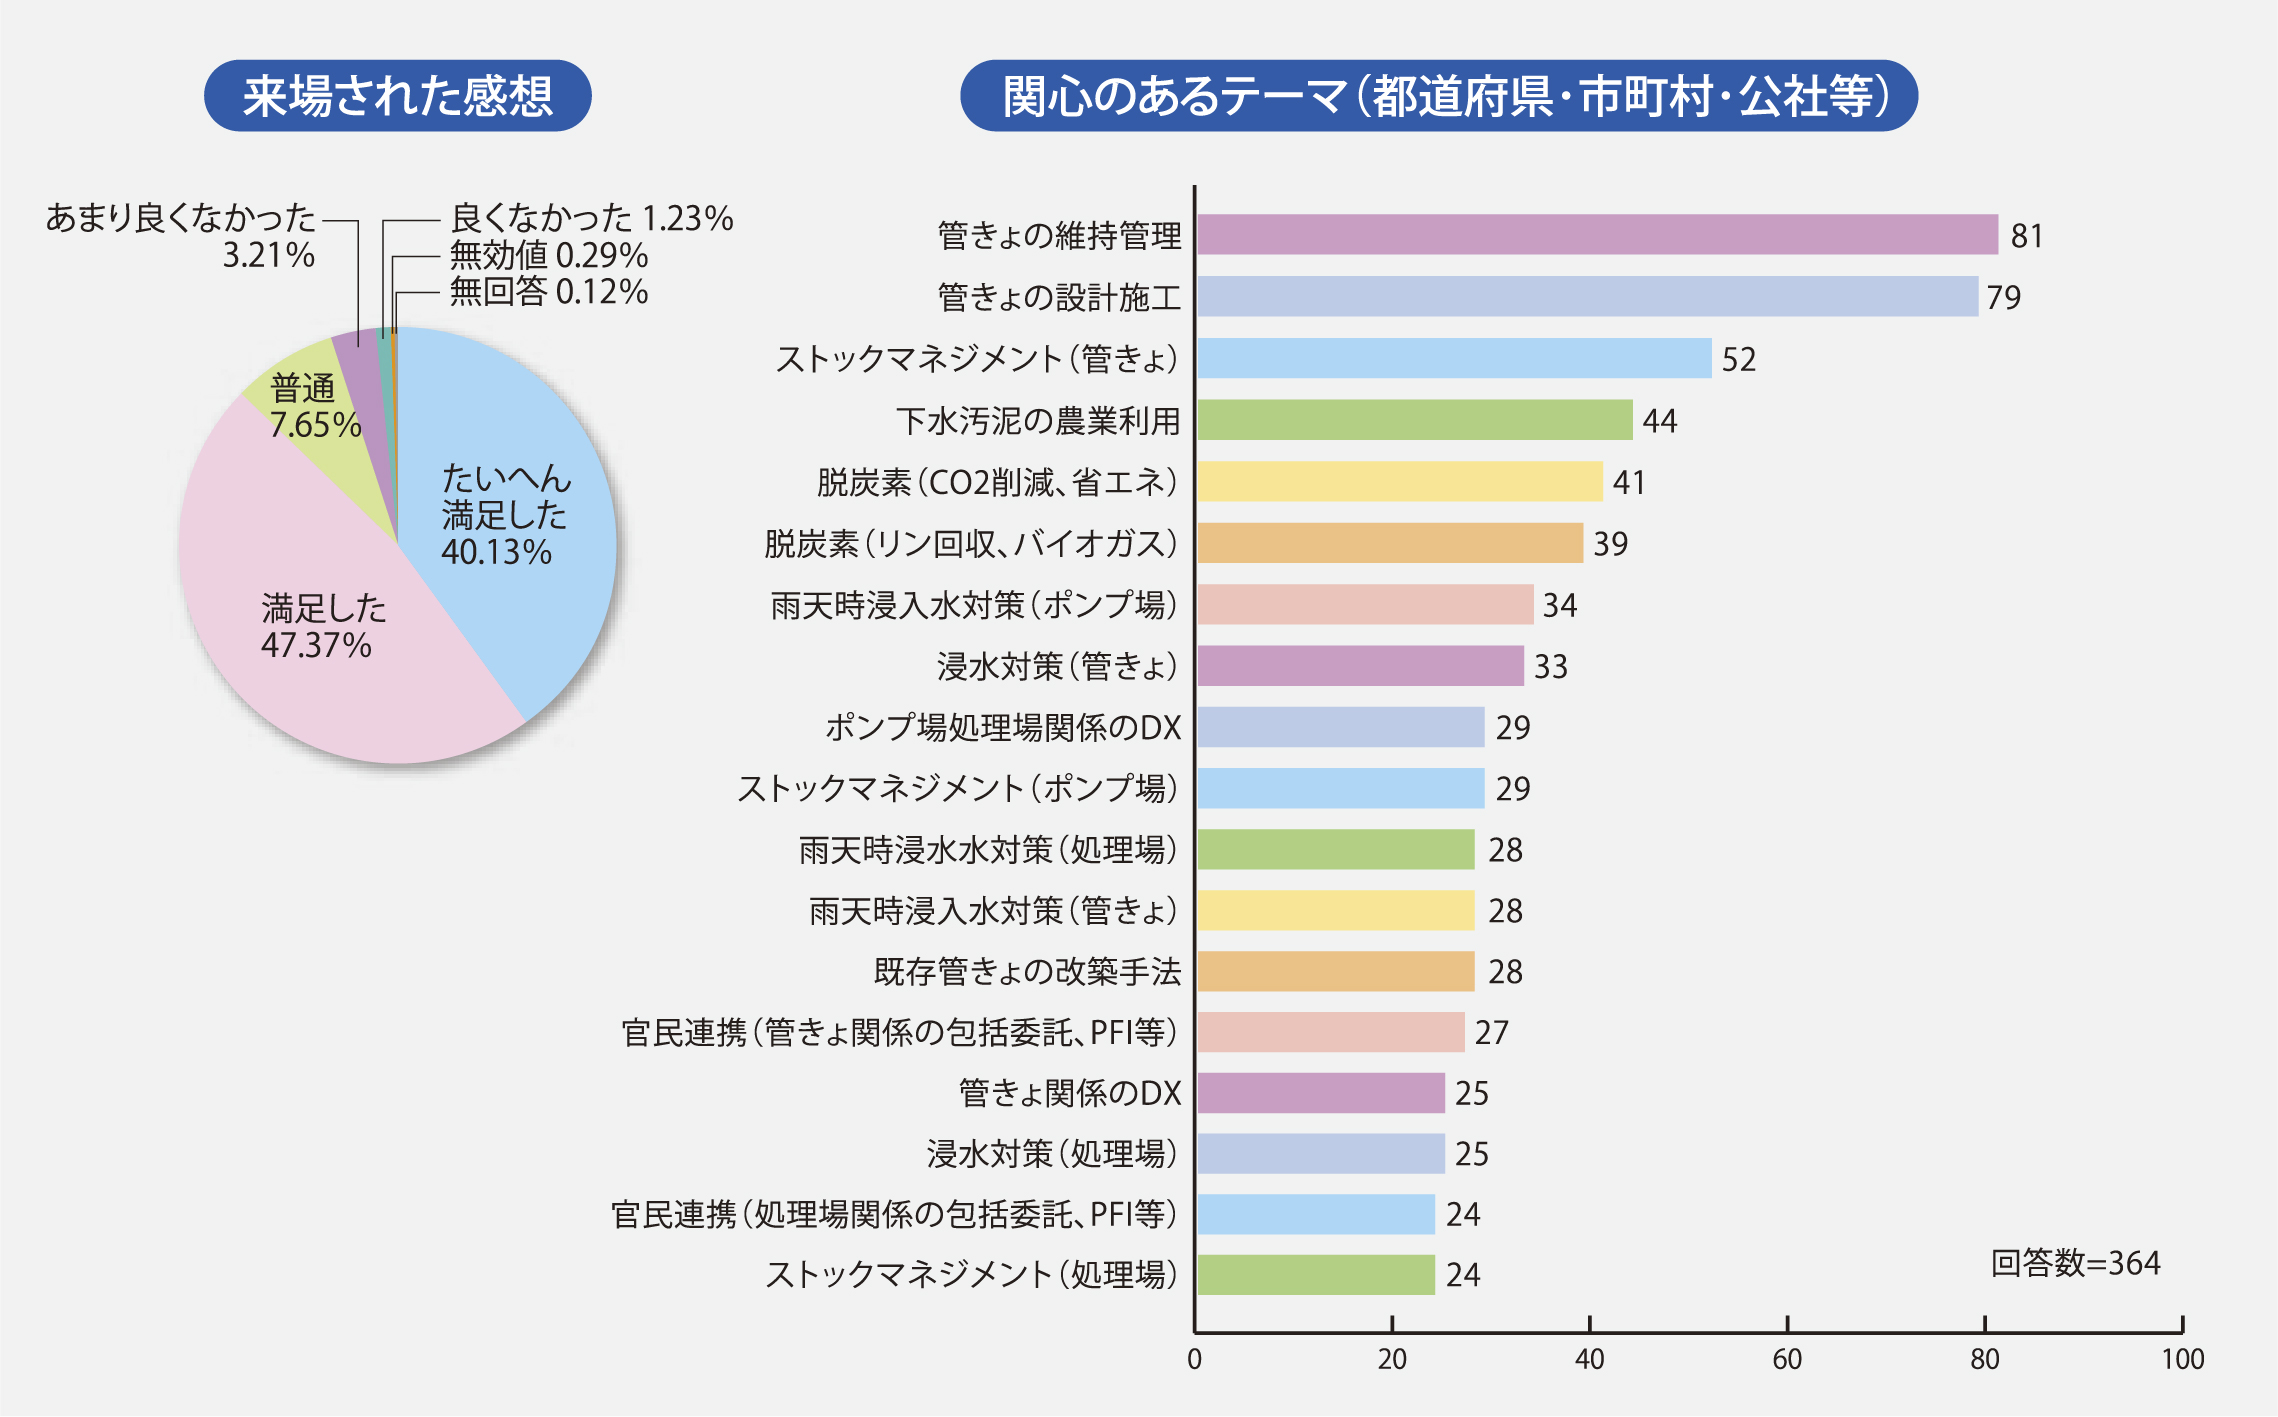 来場された感想
あまり良くなかった
3.21%
良くなかった 1.23%
無効値 0.29%
無回答 0.12%
普通
7.65%
たいへん
満足した
40.13%
満足した
47.37%
関心のあるテーマ(都道府県・市町村・公社等)
管きょの維持管理 81
管きょの設計施工 79
ストックマネジメント(管きょ) 52
下水汚泥の農業利用 44
脱炭素(CO2削減、省エネ) 41
脱炭素(リン回収、バイオガス) 39
雨天時浸入水対策(ポンプ場) 34
浸水対策(管きょ) 33
ポンプ場処理場関係のDX 29
ストックマネジメント(ポンプ場) 29
雨天時浸水水対策(処理場) 28
雨天時浸入水対策(管きょ) 28
既存管きょの改築手法 28
官民連携(管きょ関係の包括委託、PFI等) 27
管きょ関係のDX 25
浸水対策(処理場) 25
官民連携(処理場関係の包括委託、PFI等) 24
ストックマネジメント(処理場) 24
回答数=364
0 20 40 60 80 100